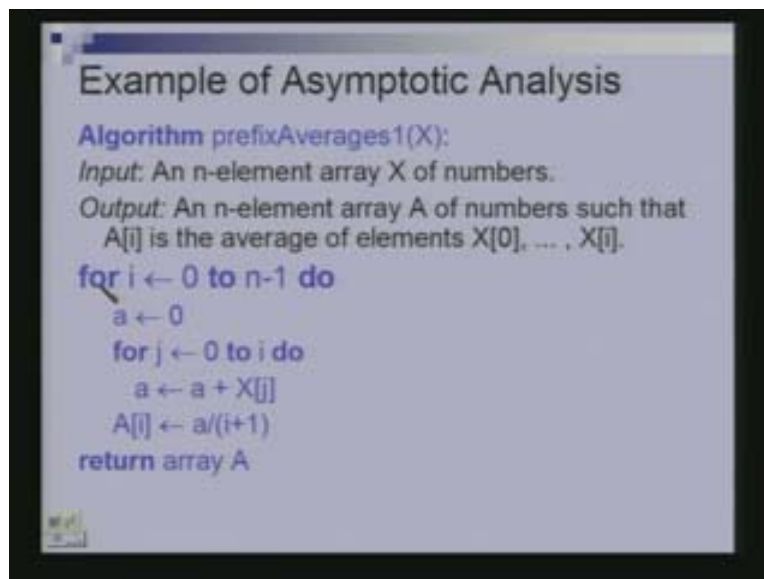 Example of Asymptotic Analysis
Algorithm prefixAverages1(X):
Input: An n-element array X of numbers.
Output: An n-element array A of numbers such that
A[i] is the average of elements X[0], ... , X[i].
for i ← 0 to n-1 do
a ← 0
for j ← 0 to i do
a ← a + X[j]
A[i] ← a/(i+1)
return array A